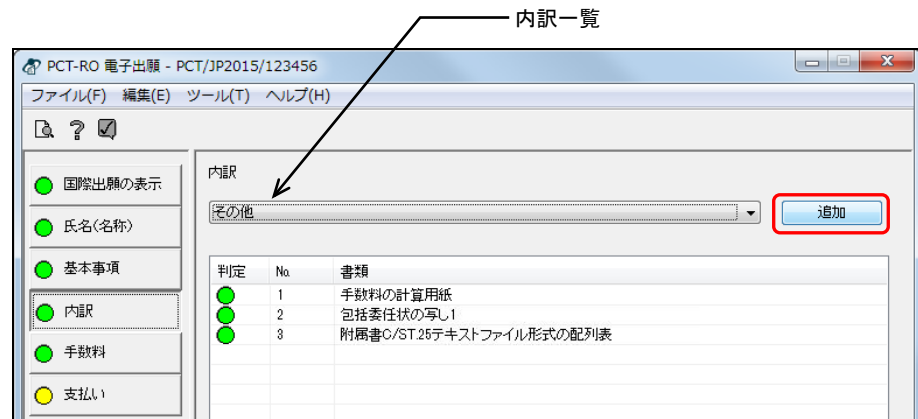 内訳一覧
PCT-RO 電子出願 - PCT/JP2015/123456
ファイル(F) 編集(E) ツール(T) ヘルプ(H)
国際出願の表示
氏名(名称)
基本事項
内訳
手数料
支払い
内訳
その他
追加
判定 No. 書類
1 手数料の計算用紙
2 包括委任状の写し1
3 附属書C/ST.25テキストファイル形式の配列表